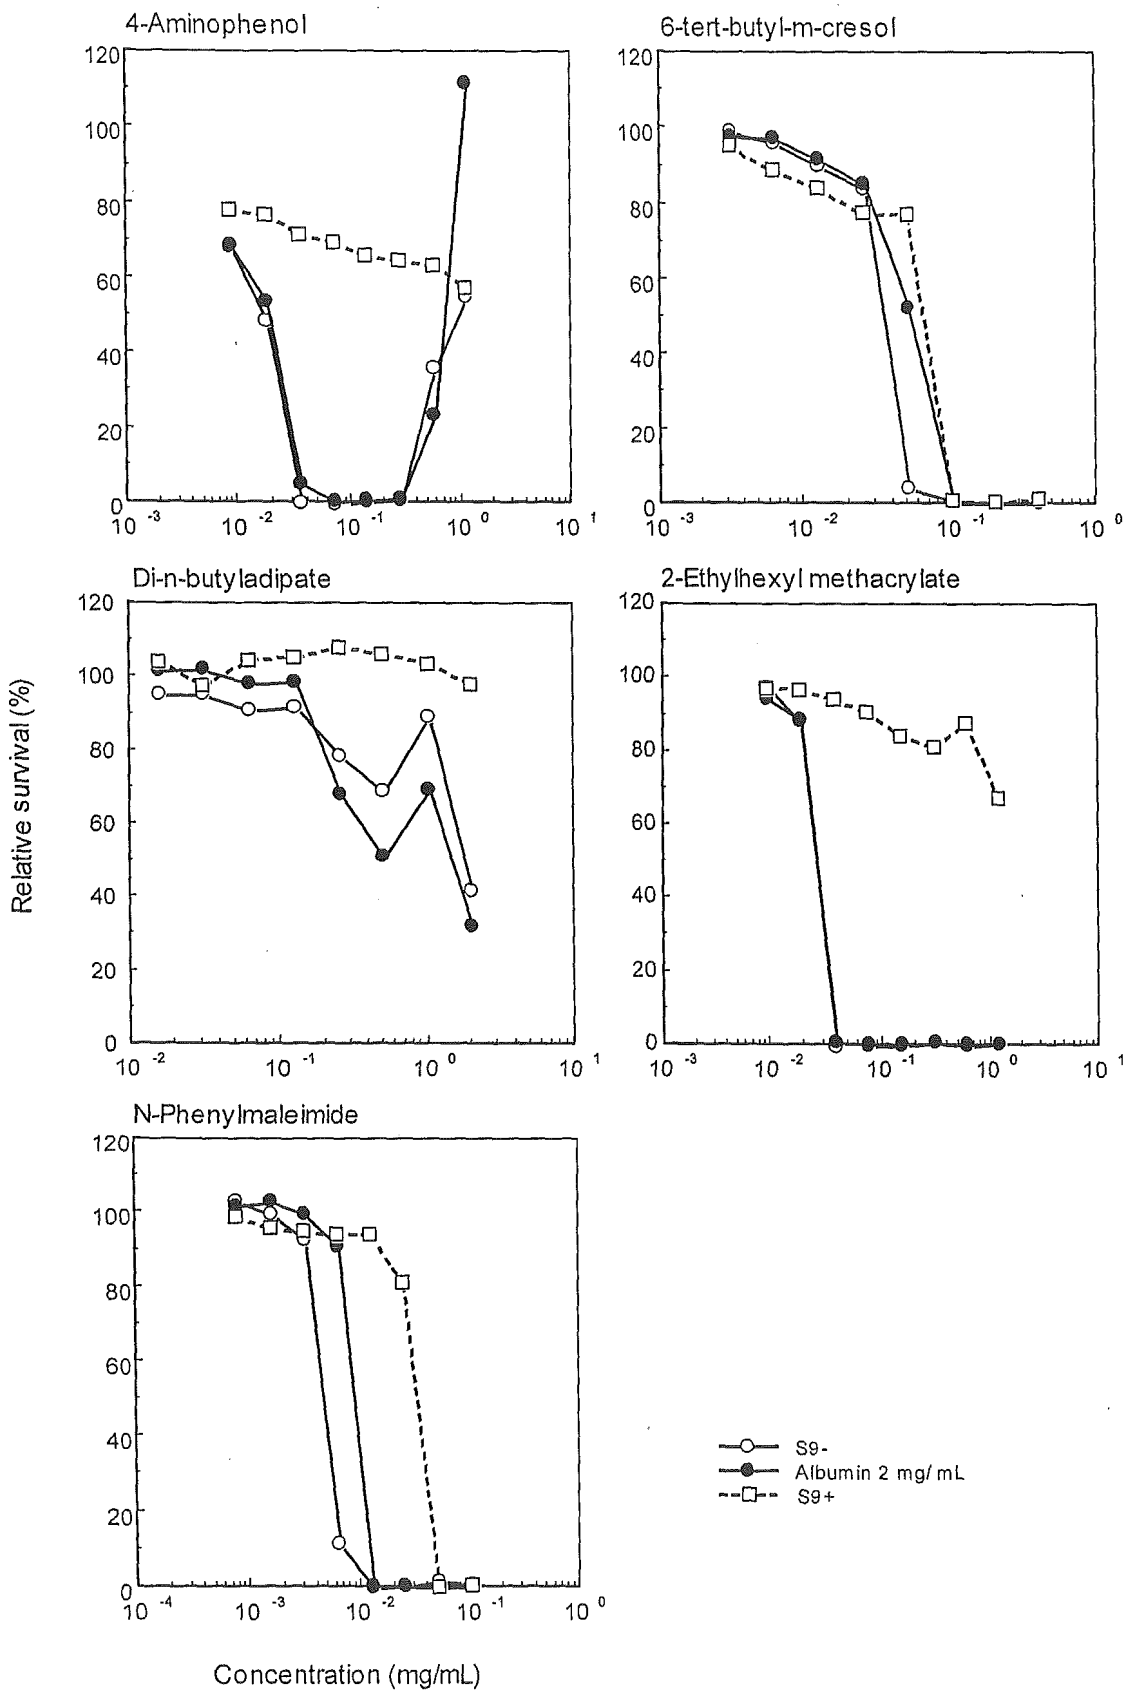 4-Aminophenol
120
100
80
60
40
20
0
10 -3 10 -2 10 -1 10 0 10 1
6-tert-butyl-m-cresol
120
100
80
60
40
20
0
10 -3 10 -2 10 -1 10 0
Di-n-butyladipate
120
100
80
60
40
20
0
10 -2 10 -1 10 0 10 1
2-Ethylhexyl methacrylate
120
100
80
60
40
20
0
10 -3 10 -2 10 -1 10 0 10 1
Relative survival (%)
N-Phenylmaleimide
120
100
80
60
40
20
0
10 -4 10 -3 10 -2 10 -1 10 0
S9-
Albumin 2 mg/mL
S9+
Concentration (mg/mL)